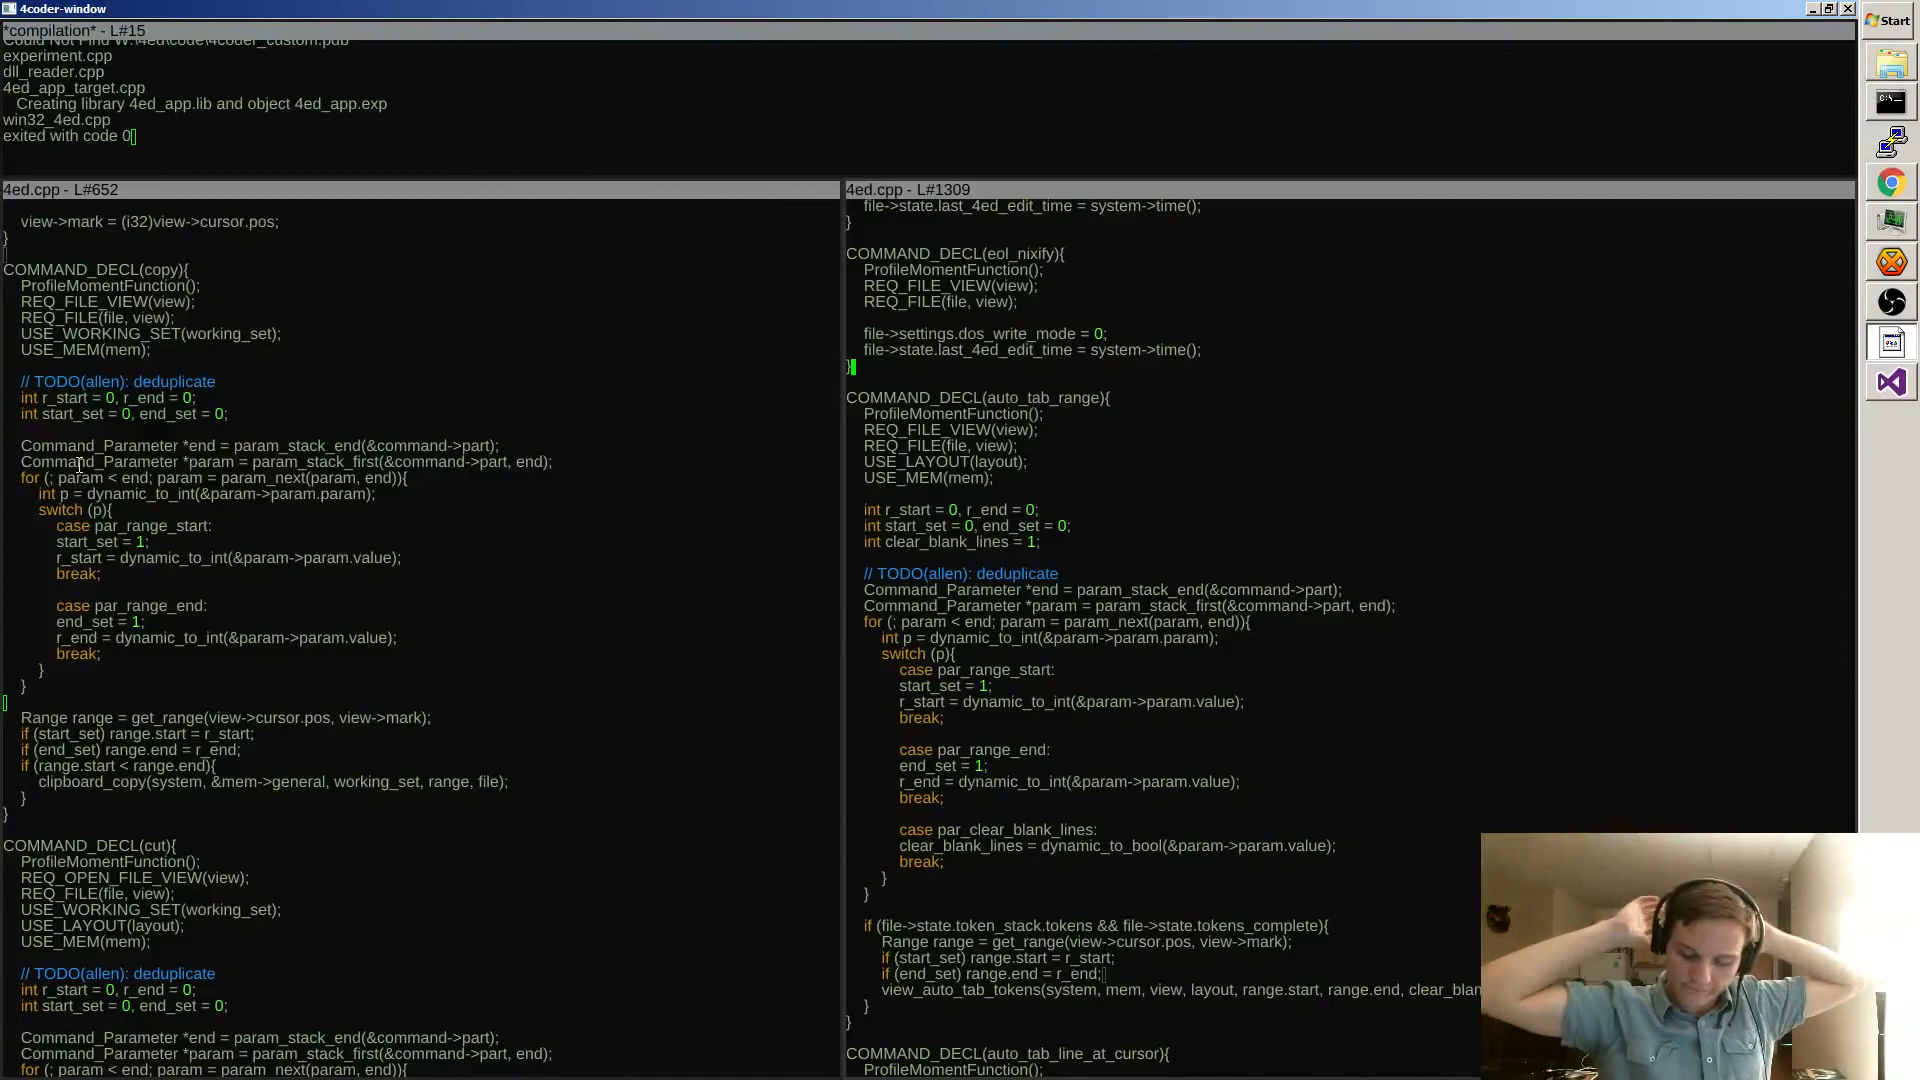 4coder-window
Start
*compilation* - L#15
Could Not Find W:\4ed\code\4coder_custom.pdb
experiment.cpp
dll_reader.cpp
4ed_app_target.cpp
Creating library 4ed_app.lib and object 4ed_app.exp
win32_4ed.cpp
exited with code 0
4ed.cpp - L#652
view->mark = (i32)view->cursor.pos;
}
COMMAND_DECL(copy){
ProfileMomentFunction();
REQ_FILE_VIEW(view);
REQ_FILE(file, view);
USE_WORKING_SET(working_set);
USE_MEM(mem);
// TODO(allen): deduplicate
int r_start = 0, r_end = 0;
int start_set = 0, end_set = 0;
Command_Parameter *end = param_stack_end(&command->part);
Command_Parameter *param = param_stack_first(&command->part, end);
for (; param < end; param = param_next(param, end)){
int p = dynamic_to_int(&param->param.param);
switch (p){
case par_range_start:
start_set = 1;
r_start = dynamic_to_int(&param->param.value);
break;
case par_range_end:
end_set = 1;
r_end = dynamic_to_int(&param->param.value);
break;
}
}
Range range = get_range(view->cursor.pos, view->mark);
if (start_set) range.start = r_start;
if (end_set) range.end = r_end;
if (range.start < range.end){
clipboard_copy(system, &mem->general, working_set, range, file);
}
}
COMMAND_DECL(cut){
ProfileMomentFunction();
REQ_OPEN_FILE_VIEW(view);
REQ_FILE(file, view);
USE_WORKING_SET(working_set);
USE_LAYOUT(layout);
USE_MEM(mem);
// TODO(allen): deduplicate
int r_start = 0, r_end = 0;
int start_set = 0, end_set = 0;
Command_Parameter *end = param_stack_end(&command->part);
Command_Parameter *param = param_stack_first(&command->part, end);
for (; param < end; param = param_next(param, end)){
4ed.cpp - L#1309
file->state.last_4ed_edit_time = system->time();
}
COMMAND_DECL(eol_nixify){
ProfileMomentFunction();
REQ_FILE_VIEW(view);
REQ_FILE(file, view);
file->settings.dos_write_mode = 0;
file->state.last_4ed_edit_time = system->time();
}
COMMAND_DECL(auto_tab_range){
ProfileMomentFunction();
REQ_FILE_VIEW(view);
REQ_FILE(file, view);
USE_LAYOUT(layout);
USE_MEM(mem);
int r_start = 0, r_end = 0;
int start_set = 0, end_set = 0;
int clear_blank_lines = 1;
// TODO(allen): deduplicate
Command_Parameter *end = param_stack_end(&command->part);
Command_Parameter *param = param_stack_first(&command->part, end);
for (; param < end; param = param_next(param, end)){
int p = dynamic_to_int(&param->param.param);
switch (p){
case par_range_start:
start_set = 1;
r_start = dynamic_to_int(&param->param.value);
break;
case par_range_end:
end_set = 1;
r_end = dynamic_to_int(&param->param.value);
break;
case par_clear_blank_lines:
clear_blank_lines = dynamic_to_bool(&param->param.value);
break;
}
}
if (file->state.token_stack.tokens && file->state.tokens_complete){
Range range = get_range(view->cursor.pos, view->mark);
if (start_set) range.start = r_start;
if (end_set) range.end = r_end;
view_auto_tab_tokens(system, mem, view, layout, range.start, range.end, clear_blan
}
}
COMMAND_DECL(auto_tab_line_at_cursor){
ProfileMomentFunction();